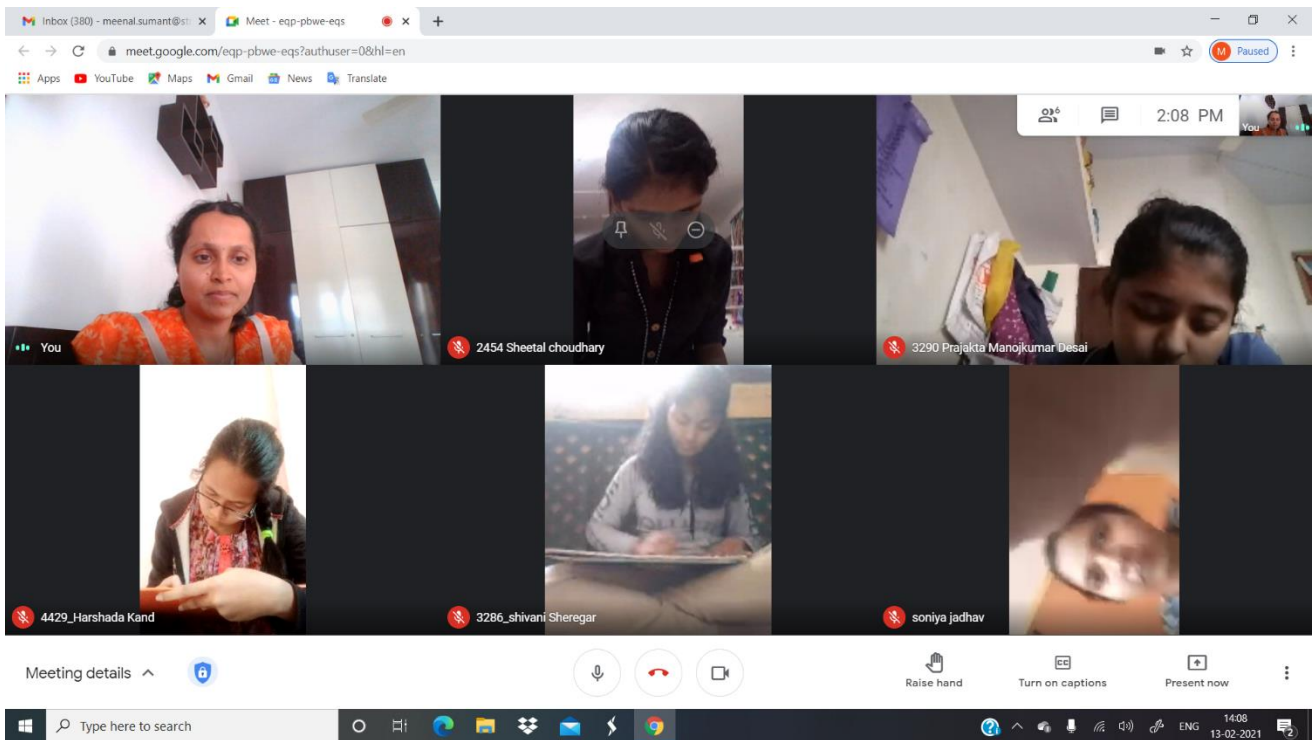 Inbox (380) - meenal.sumant@st
Meet - eqp-pbwe-eqs
meet.google.com/eqp-pbwe-eqs?authuser=0&hl=en
Paused
M
Apps
YouTube
Maps
Gmail
News
Translate
6
2:08 PM
You
You
2454 Sheetal choudhary
3290 Prajakta Manojkumar Desai
4429_Harshada Kand
3286_shivani Sheregar
soniya jadhav
Meeting details
Raise hand
CC
Turn on captions
Present now
Type here to search
ENG
14:08
13-02-2021
2